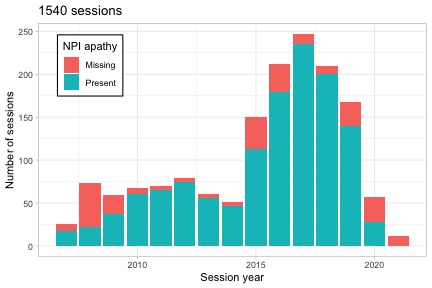 1540 sessions
NPI apathy
Missing
Present
Number of sessions
250
200
150
100
50
0
2010 2015 2020
Session year